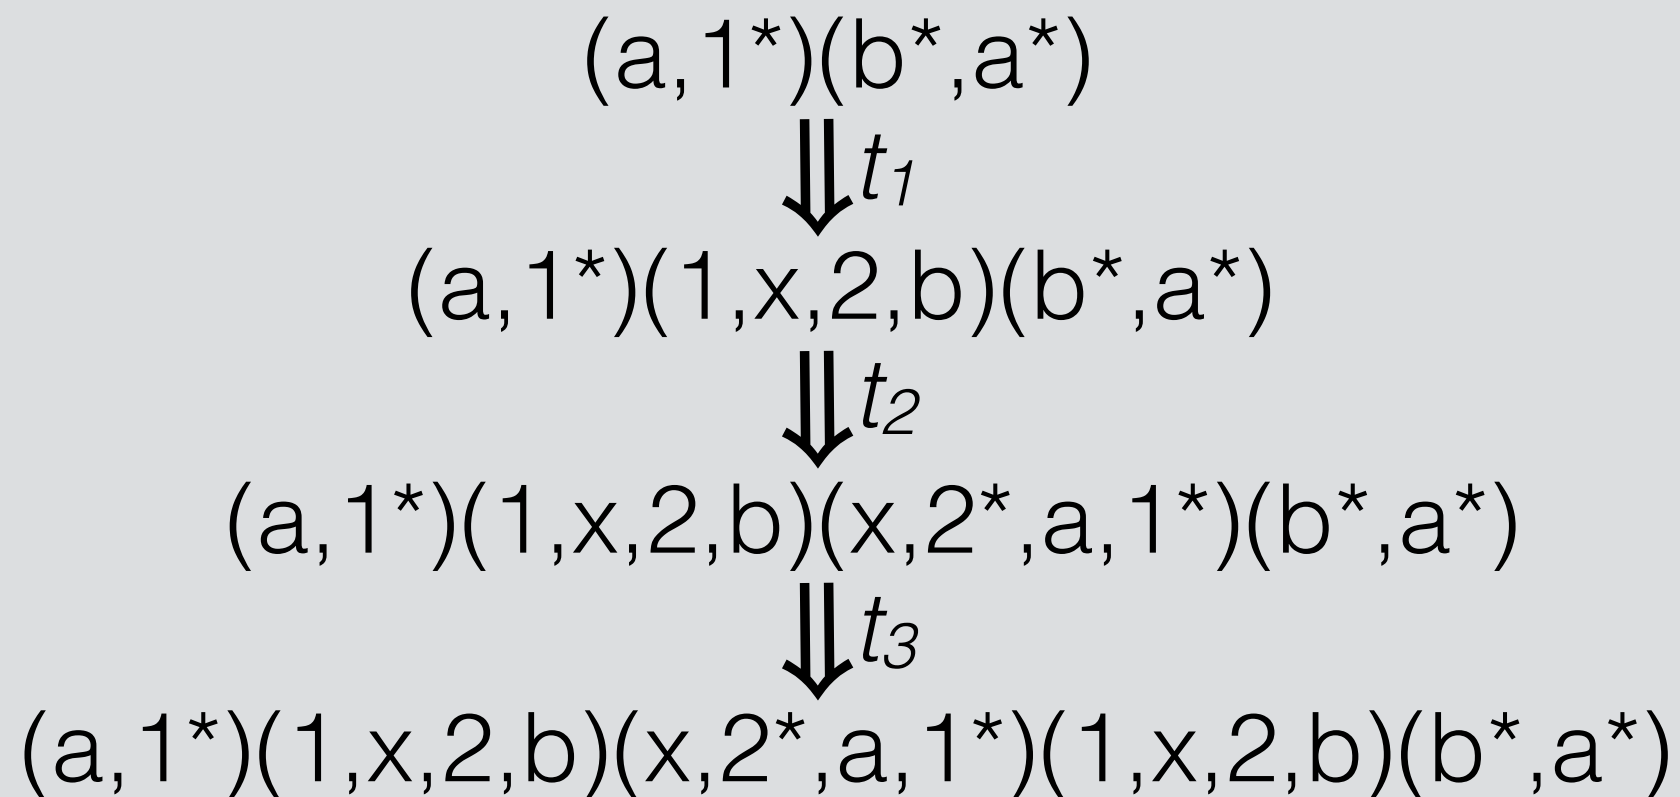 (a,1*)(b*,a*)
⇓t1
(a,1*)(1,x,2,b)(b*,a*)
⇓t2
(a,1*)(1,x,2,b)(x,2*,a,1*)(b*,a*)
⇓t3
(a,1*)(1,x,2,b)(x,2*,a,1*)(1,x,2,b)(b*,a*)